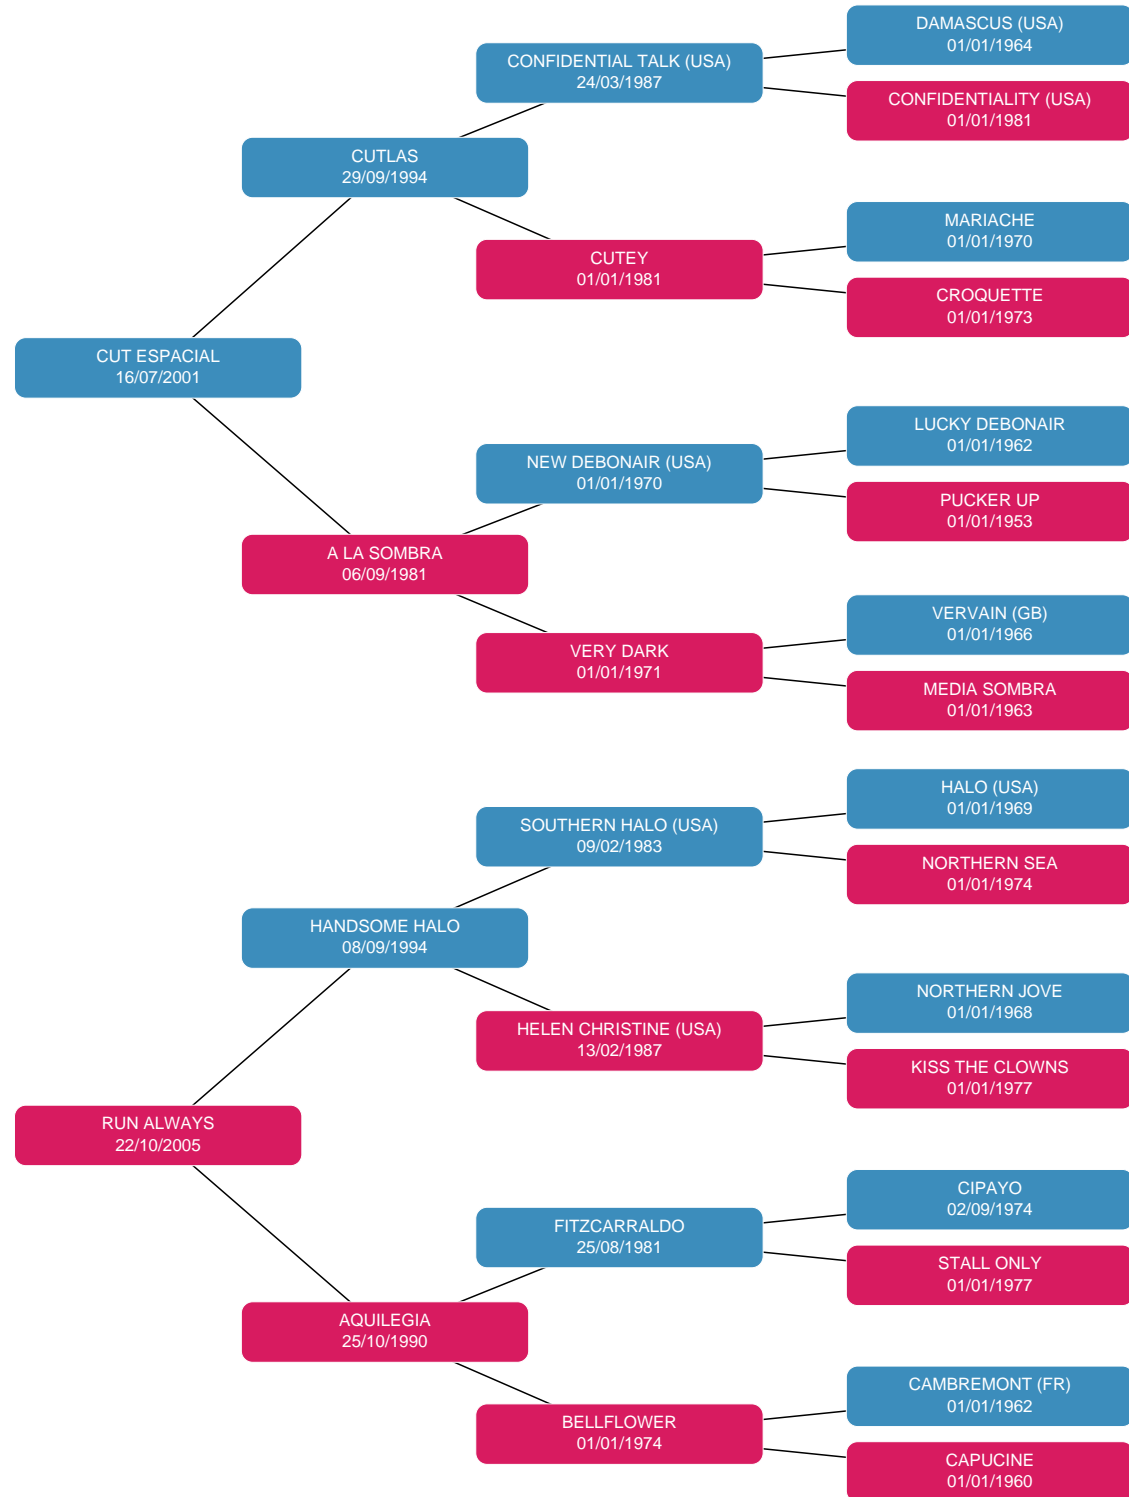 DAMASCUS (USA)
01/01/1964
CONFIDENTIAL TALK (USA)
24/03/1987
CONFIDENTIALITY (USA)
01/01/1981
CUTLAS
29/09/1994
MARIACHE
01/01/1970
CUTEY
01/01/1981
CROQUETTE
01/01/1973
CUT ESPACIAL
16/07/2001
LUCKY DEBONAIR
01/01/1962
NEW DEBONAIR (USA)
01/01/1970
PUCKER UP
01/01/1953
A LA SOMBRA
06/09/1981
VERVAIN (GB)
01/01/1966
VERY DARK
01/01/1971
MEDIA SOMBRA
01/01/1963
HALO (USA)
01/01/1969
SOUTHERN HALO (USA)
09/02/1983
NORTHERN SEA
01/01/1974
HANDSOME HALO
08/09/1994
NORTHERN JOVE
01/01/1968
HELEN CHRISTINE (USA)
13/02/1987
KISS THE CLOWNS
01/01/1977
RUN ALWAYS
22/10/2005
CIPAYO
02/09/1974
FITZCARRALDO
25/08/1981
STALL ONLY
01/01/1977
AQUILEGIA
25/10/1990
CAMBREMONT (FR)
01/01/1962
BELLFLOWER
01/01/1974
CAPUCINE
01/01/1960